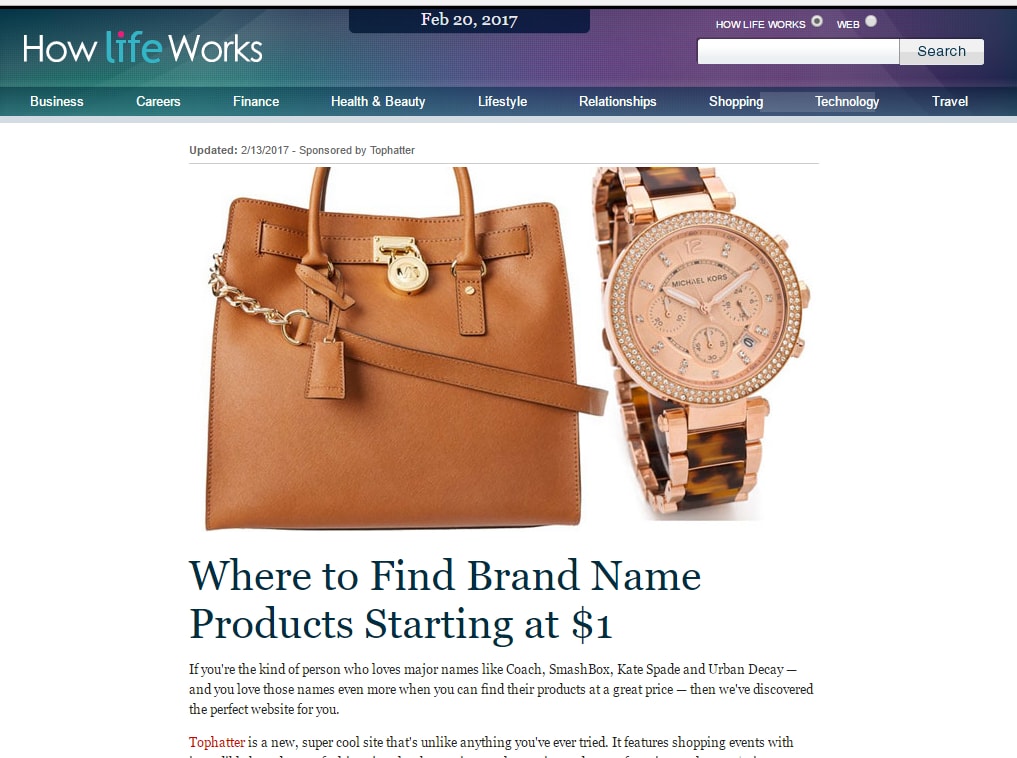 Feb 20, 2017
HOW LIFE WORKS WEB
How life Works
Search
Business Careers Finance Health & Beauty Lifestyle Relationships Shopping Technology Travel
Updated: 2/13/2017 - Sponsored by Tophatter
MICHAEL KORS
Where to Find Brand Name
Products Starting at $1
If you're the kind of person who loves major names like Coach, SmashBox, Kate Spade and Urban Decay —
and you love those names even more when you can find their products at a great price — then we've discovered
the perfect website for you.
Tophatter is a new, super cool site that's unlike anything you've ever tried. It features shopping events with